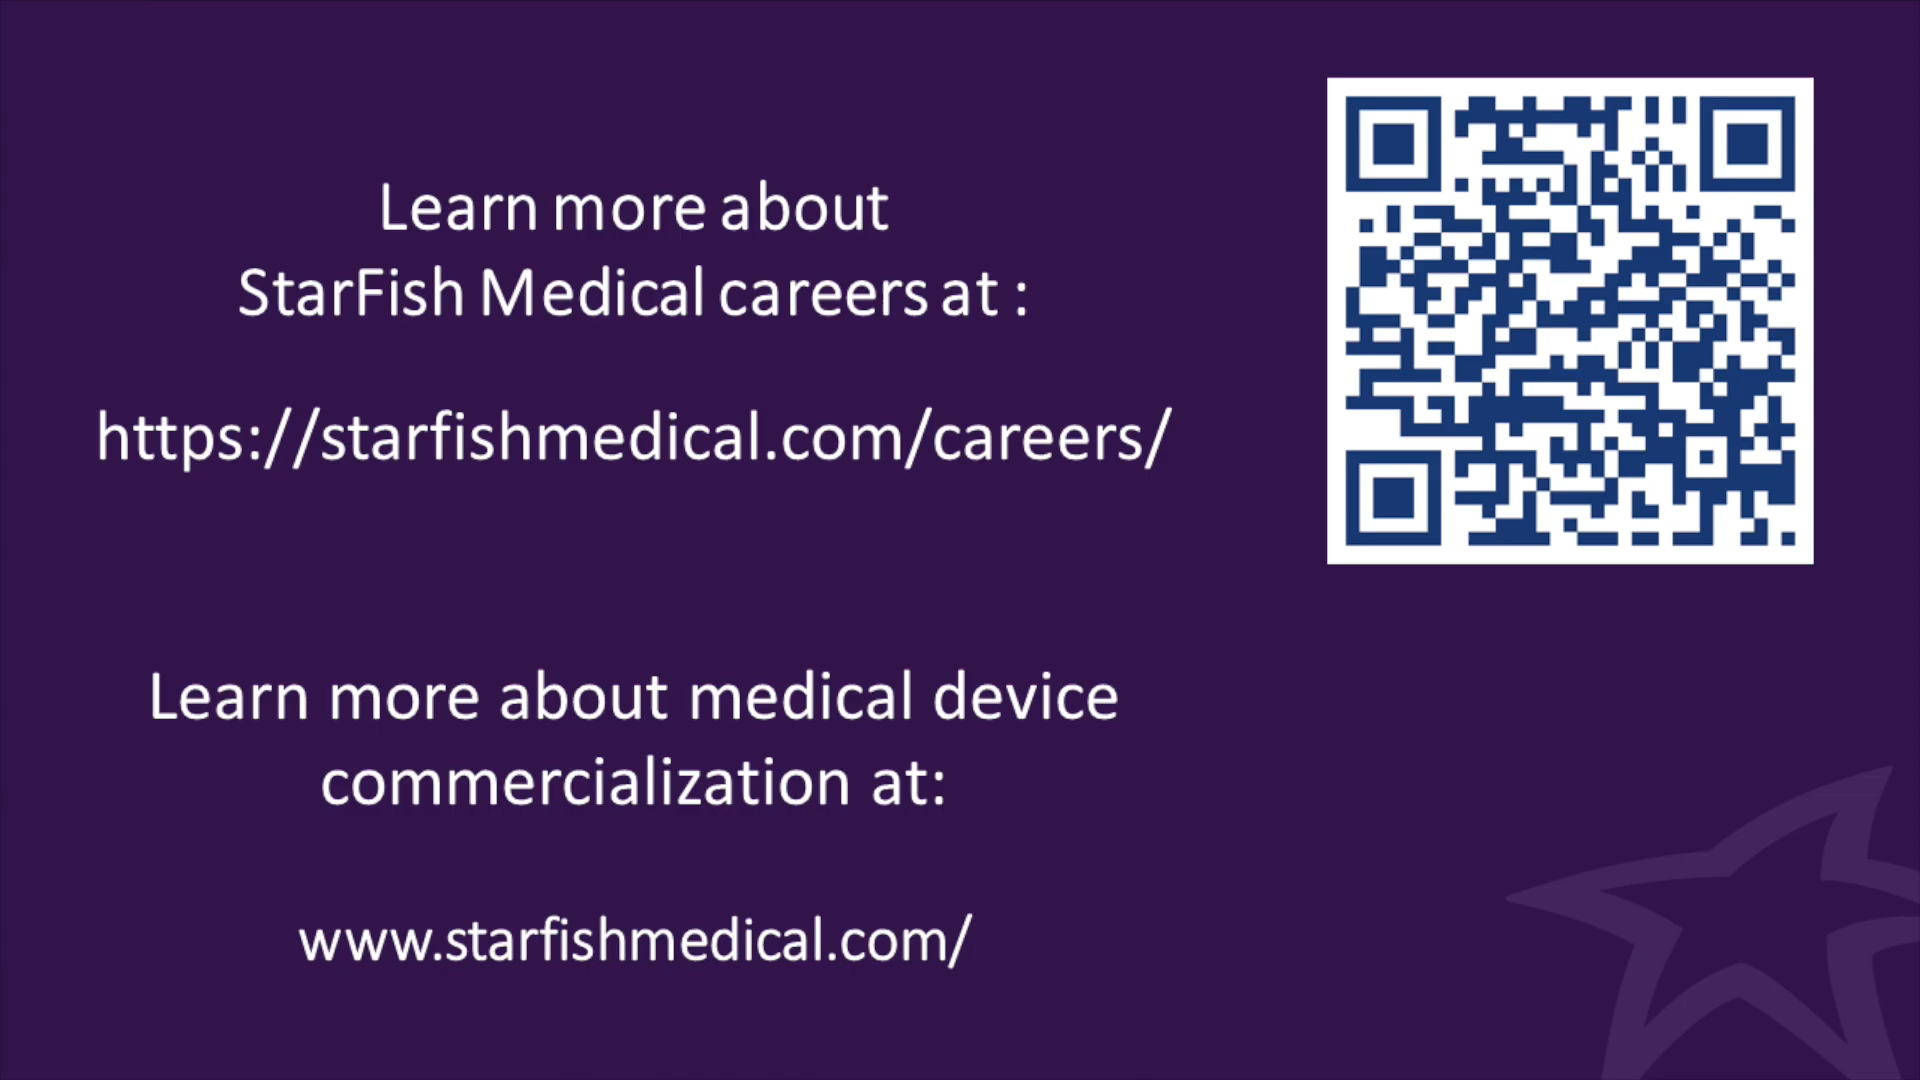 Learn more about
StarFish Medical careers at :
https://starfishmedical.com/careers/
Learn more about medical device
commercialization at:
www.starfishmedical.com/